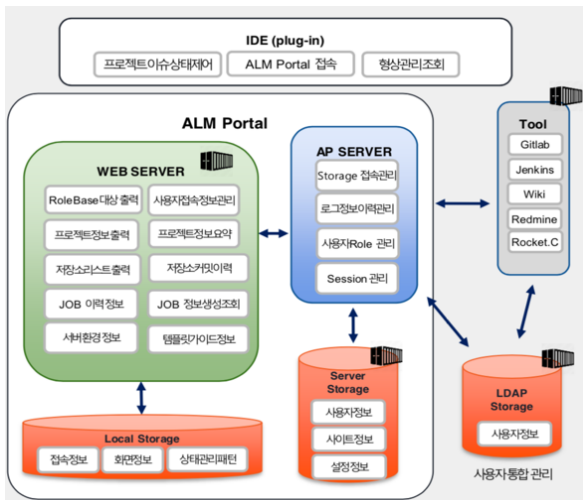 IDE (plug-in)
프로젝트이슈상태제어
ALM Portal 접속
형상관리조회
ALM Portal
WEB SERVER
RoleBase대상 출력
사용자접속정보관리
프로젝트정보출력
프로젝트정보요약
저장소리스트출력
저장소커밋이력
JOB 이력정보
JOB 정보생성조회
서버환경정보
템플릿가이드정보
AP SERVER
Storage 접속관리
로그정보이력관리
사용자Role 관리
Session 관리
Tool
Gitlab
Jenkins
Wiki
Redmine
Rocket.C
Local Storage
접속정보
화면정보
상태관리패턴
Server
Storage
사용자정보
사이트정보
설정정보
LDAP
Storage
사용자정보
사용자통합 관리